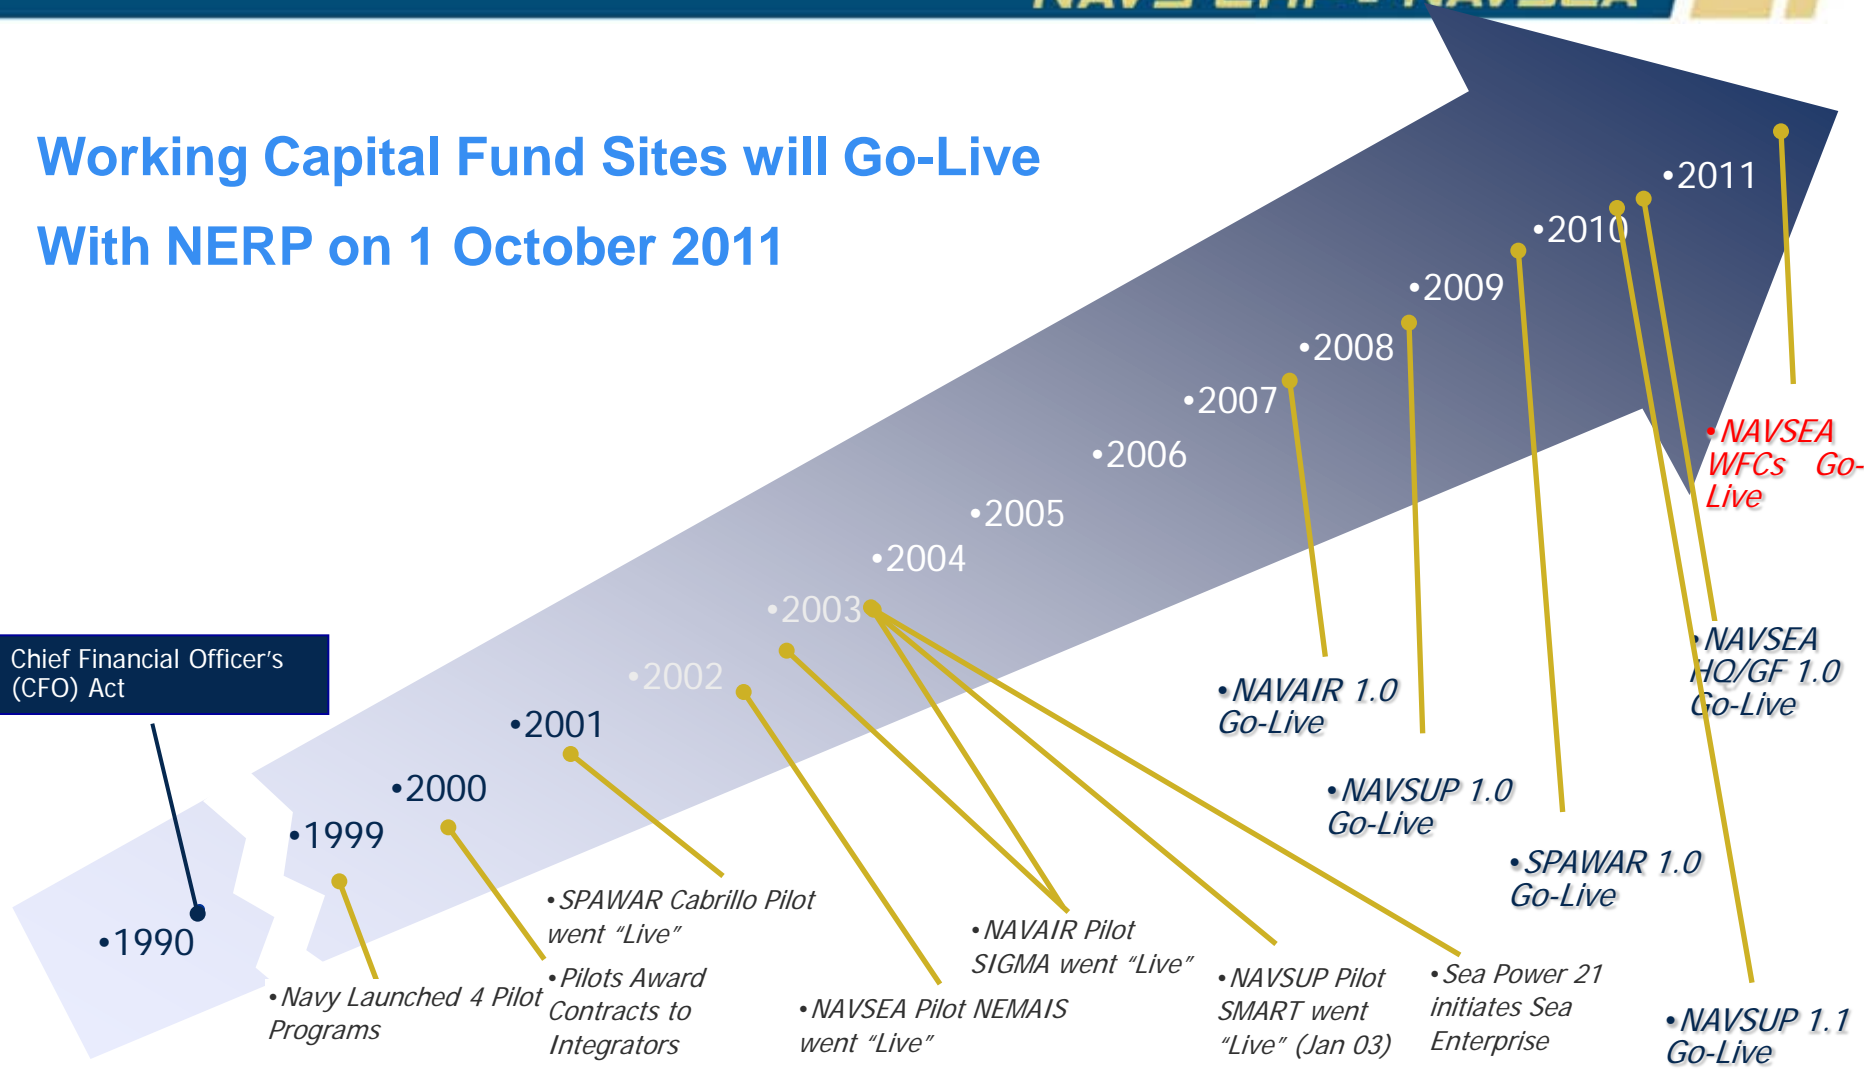 Working Capital Fund Sites will Go-Live
With NERP on 1 October 2011
•2011
•2010
•2009
•2008
•2007
•2006
•2005
•2004
•2003
•2002
•2001
•2000
•1999
•1990
Chief Financial Officer's
(CFO) Act
•Navy Launched 4 Pilot
Programs
•Pilots Award
Contracts to
Integrators
•SPAWAR Cabrillo Pilot
went “Live”
•NAVSEA Pilot NEMAIS
went “Live”
•NAVAIR Pilot
SIGMA went “Live”
•NAVSUP Pilot
SMART went
“Live” (Jan 03)
•Sea Power 21
initiates Sea
Enterprise
•NAVAIR 1.0
Go-Live
•NAVSUP 1.0
Go-Live
•SPAWAR 1.0
Go-Live
•NAVSUP 1.1
Go-Live
•NAVSEA
HQ/GF 1.0
Go-Live
•NAVSEA
WFCs Go-
Live